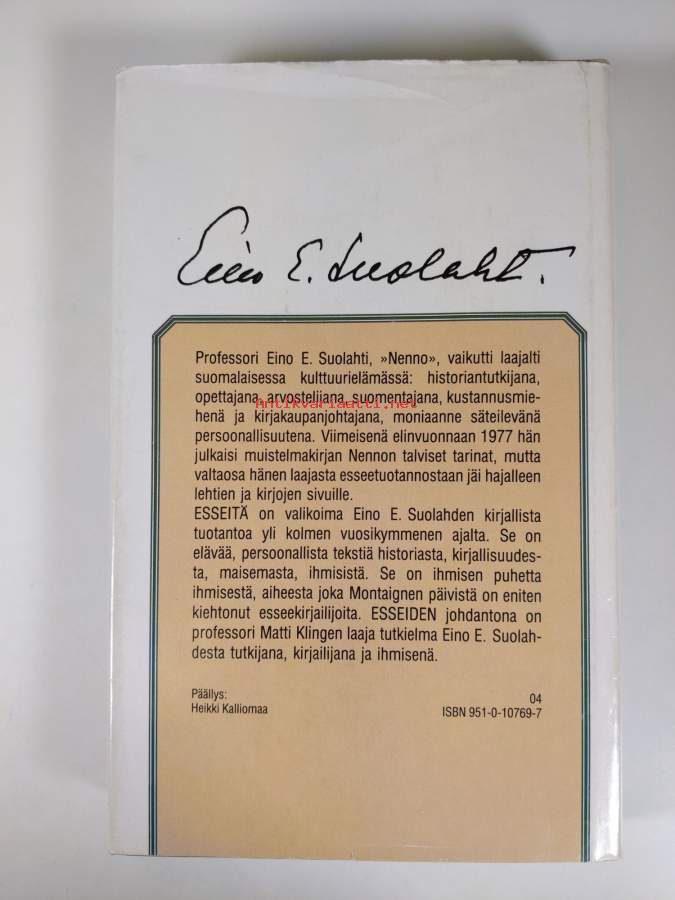 Eino E. Suolahti.
Professori Eino E. Suolahti, »Nenno», vaikutti laajalti
suomalaisessa kulttuurielämässä: historiantutkijana,
opettajana, arvostelijana, suomentajana, kustannusmie-
Antikvariaatti.net
henä ja kirjakaupanjohtajana, moniaanne säteilevänä
persoonallisuutena. Viimeisenä elinvuonnaan 1977 hän
julkaisi muistelmakirjan Nennon talviset tarinat, mutta
valtaosa hänen laajasta esseetuotannostaan jäi hajalleen
lehtien ja kirjojen sivuille.
ESSEITÄ on valikoima Eino E. Suolahden kirjallista
tuotantoa yli kolmen vuosikymmenen ajalta. Se on
elävää, persoonallista tekstiä historiasta, kirjallisuudes-
ta, maisemasta, ihmisistä. Se on ihmisen puhetta
ihmisestä, aiheesta joka Montaignen päivistä on eniten
kiehtonut esseekirjailijoita. ESSEIDEN johdantona on
professori Matti Klingen laaja tutkielma Eino E. Suolah-
desta tutkijana, kirjailijana ja ihmisenä.
Päällys:
Heikki Kalliomaa
04
ISBN 951-0-10769-7